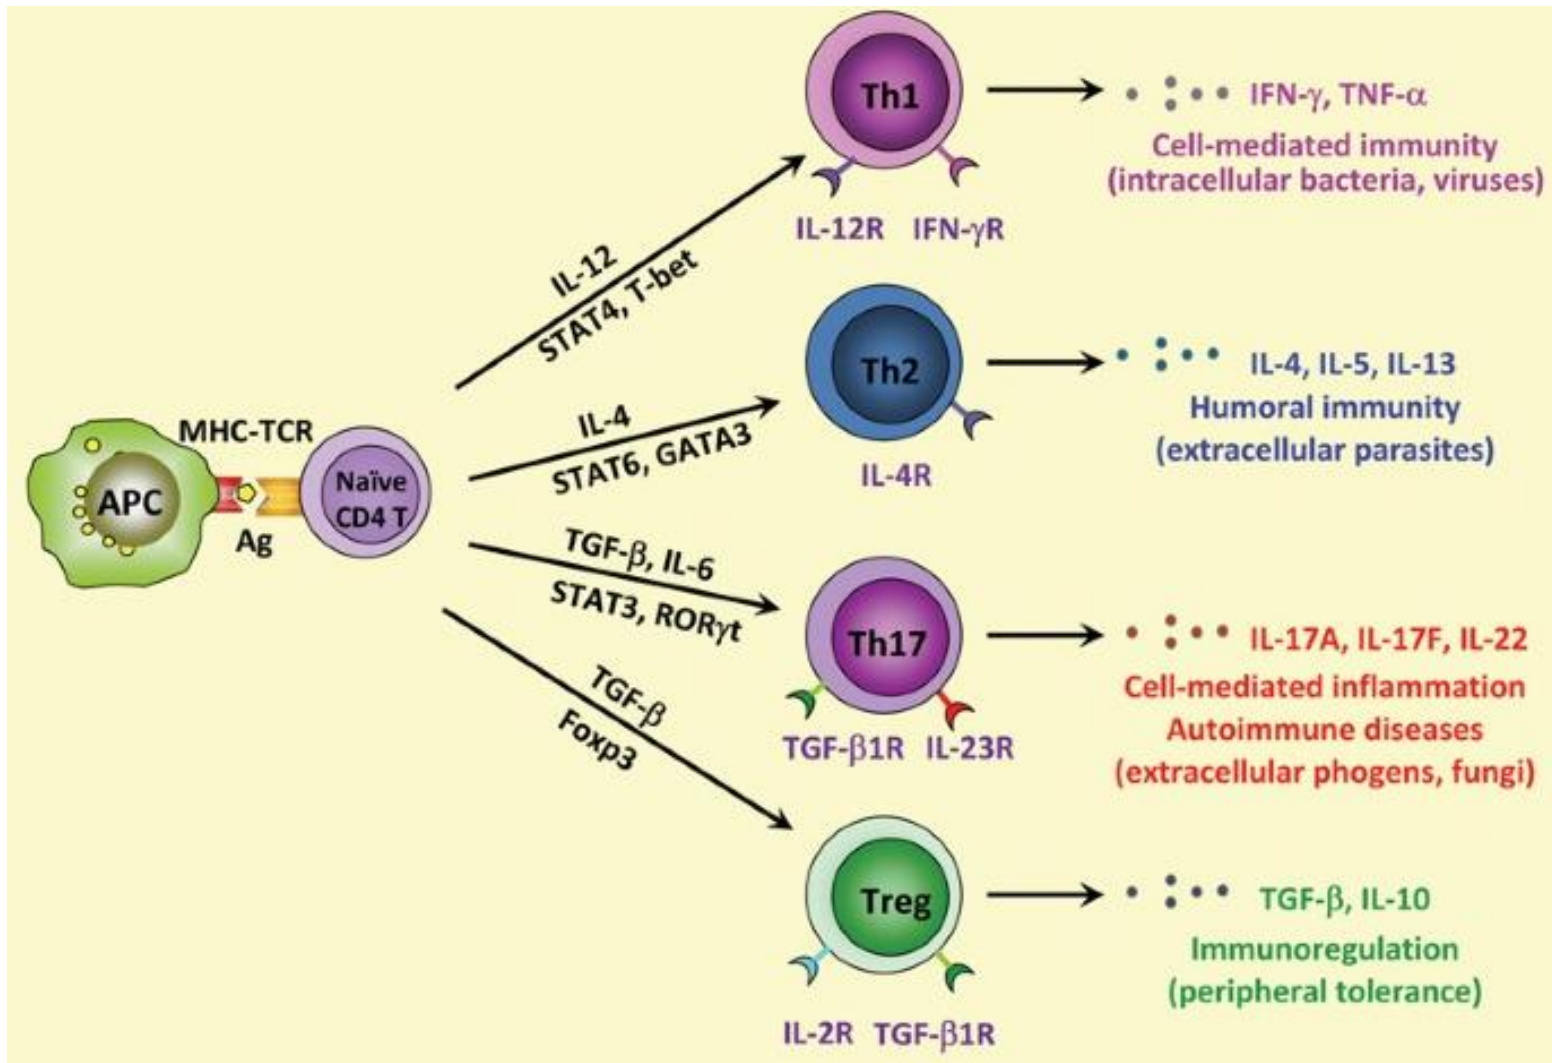 Th1
IFN-γ, TNF-α
Cell-mediated immunity
(intracellular bacteria, viruses)
IL-12R IFN-γR
IL-12
STAT4, T-bet
Th2
IL-4, IL-5, IL-13
Humoral immunity
(extracellular parasites)
IL-4R
IL-4
STAT6, GATA3
MHC-TCR
APC
Naïve
CD4 T
Ag
TGF-β, IL-6
STAT3, RORγt
Th17
IL-17A, IL-17F, IL-22
Cell-mediated inflammation
Autoimmune diseases
(extracellular phogens, fungi)
TGF-β1R IL-23R
TGF-β
Foxp3
Treg
TGF-β, IL-10
Immunoregulation
(peripheral tolerance)
IL-2R TGF-β1R